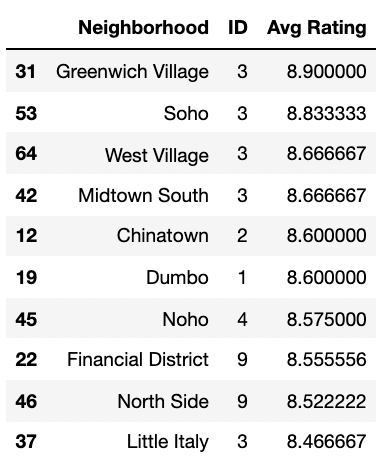 Neighborhood ID Avg Rating
31 Greenwich Village 3 8.900000
53 Soho 3 8.833333
64 West Village 3 8.666667
42 Midtown South 3 8.666667
12 Chinatown 2 8.600000
19 Dumbo 1 8.600000
45 Noho 4 8.575000
22 Financial District 9 8.555556
46 North Side 9 8.522222
37 Little Italy 3 8.466667